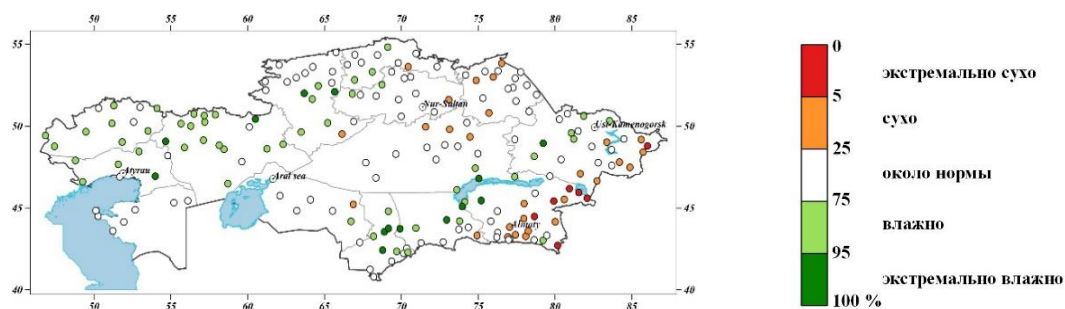 50 55 60 65 70 75 80 85
55 55
50 50
45 45
40 40
50 55 60 65 70 75 80 85
Nur-Sultan
Ust-Kamenogorsk
Atyrau
Aral sea
Almaty
0
экстремально сухо
5
сухо
25
около нормы
75
влажно
95
экстремально влажно
100 %